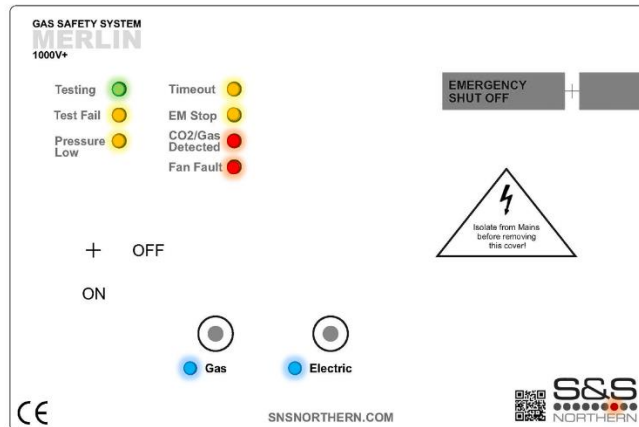 GAS SAFETY SYSTEM
MERLIN
1000V+
Testing
Test Fail
Pressure
Low
Timeout
EM Stop
CO2/Gas
Detected
Fan Fault
EMERGENCY
SHUT OFF
Isolate from Mains
before removing
this cover!
OFF
ON
Gas
Electric
CE
SNSNORTHERN.COM
S&S
NORTHERN